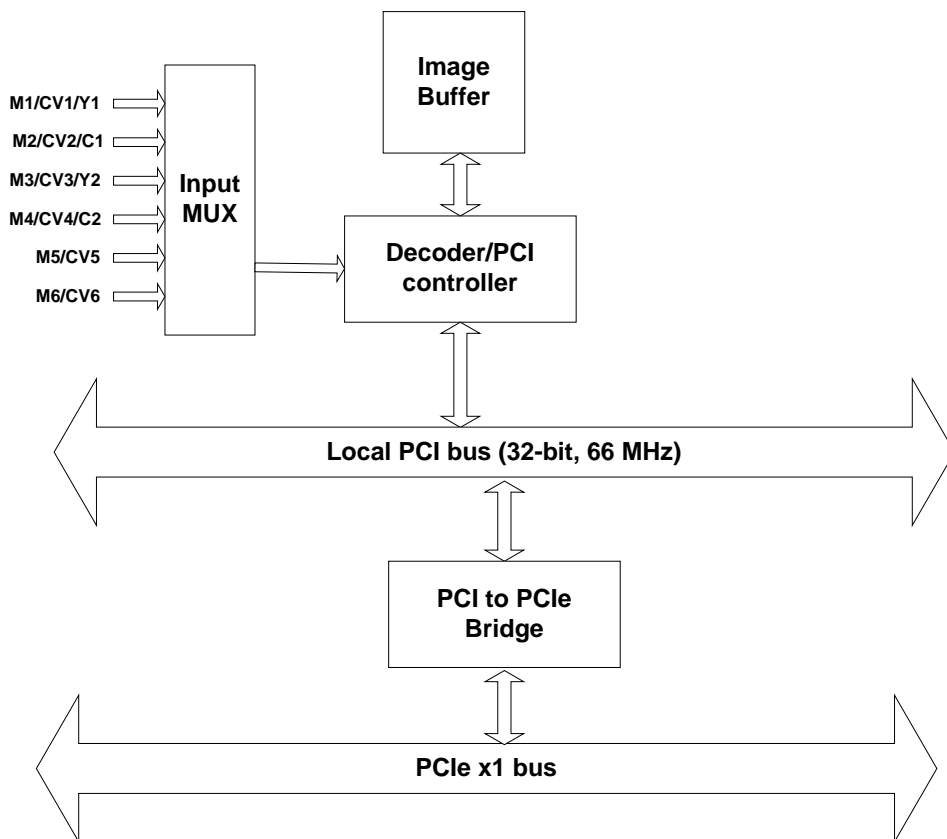 Image
Buffer
M1/CV1/Y1
M2/CV2/C1
M3/CV3/Y2
M4/CV4/C2
M5/CV5
M6/CV6
Input
MUX
Decoder/PCI
controller
Local PCI bus (32-bit, 66 MHz)
PCI to PCIe
Bridge
PCIe x1 bus